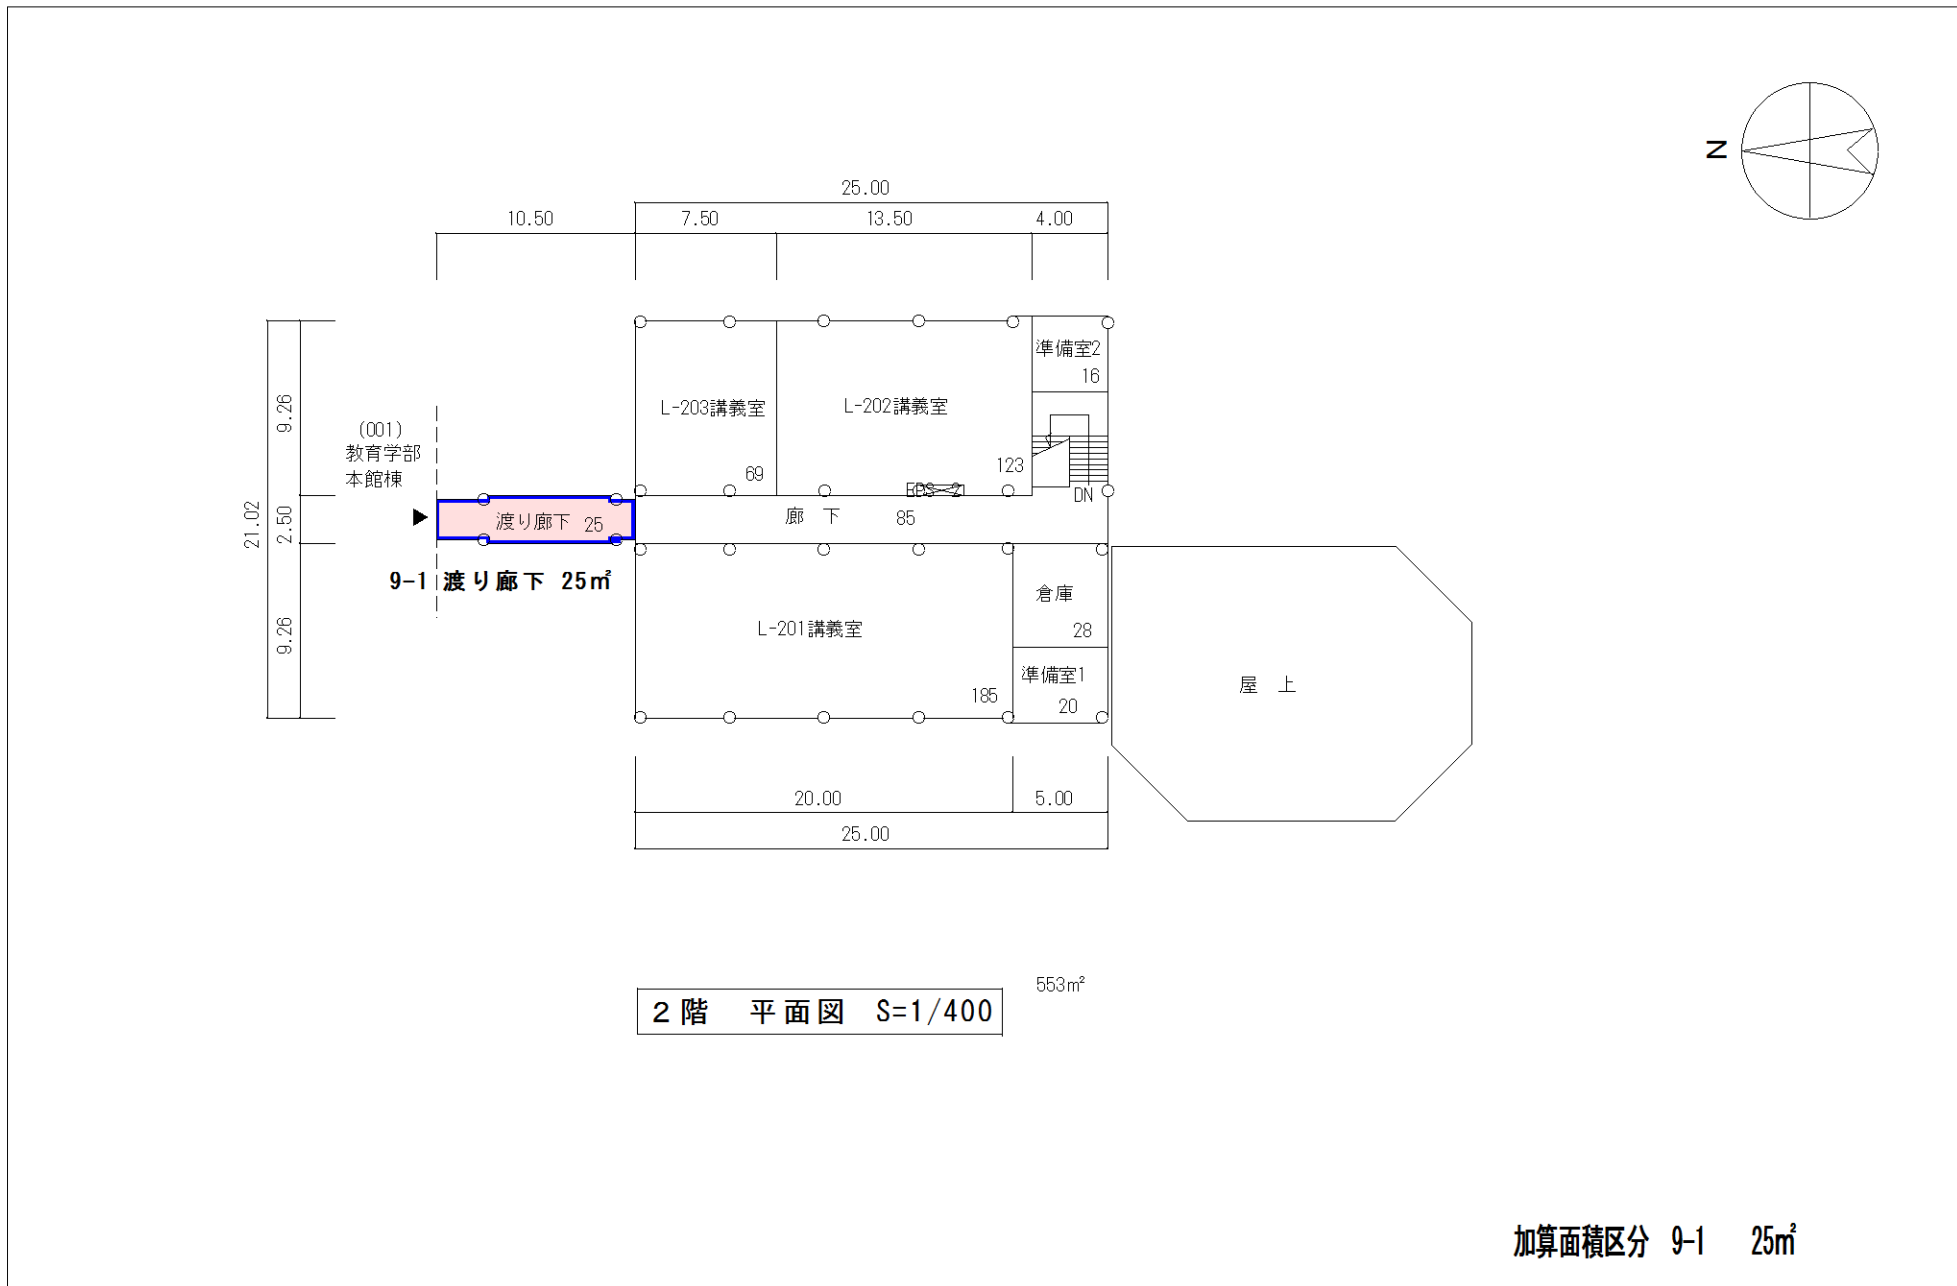 N
25.00
10.50 7.50 13.50 4.00
準備室2
16
L-203講義室
L-202講義室
9.26
(001)
教育学部
本館棟
69
123
EPS-2
DN
21.02
2.50
渡り廊下 25
廊 下 85
9-1 渡り廊下 25㎡
倉庫
28
L-201講義室
9.26
準備室1
185
20
屋 上
20.00 5.00
25.00
553m²
2階 平面図 S=1/400
加算面積区分 9-1 25㎡